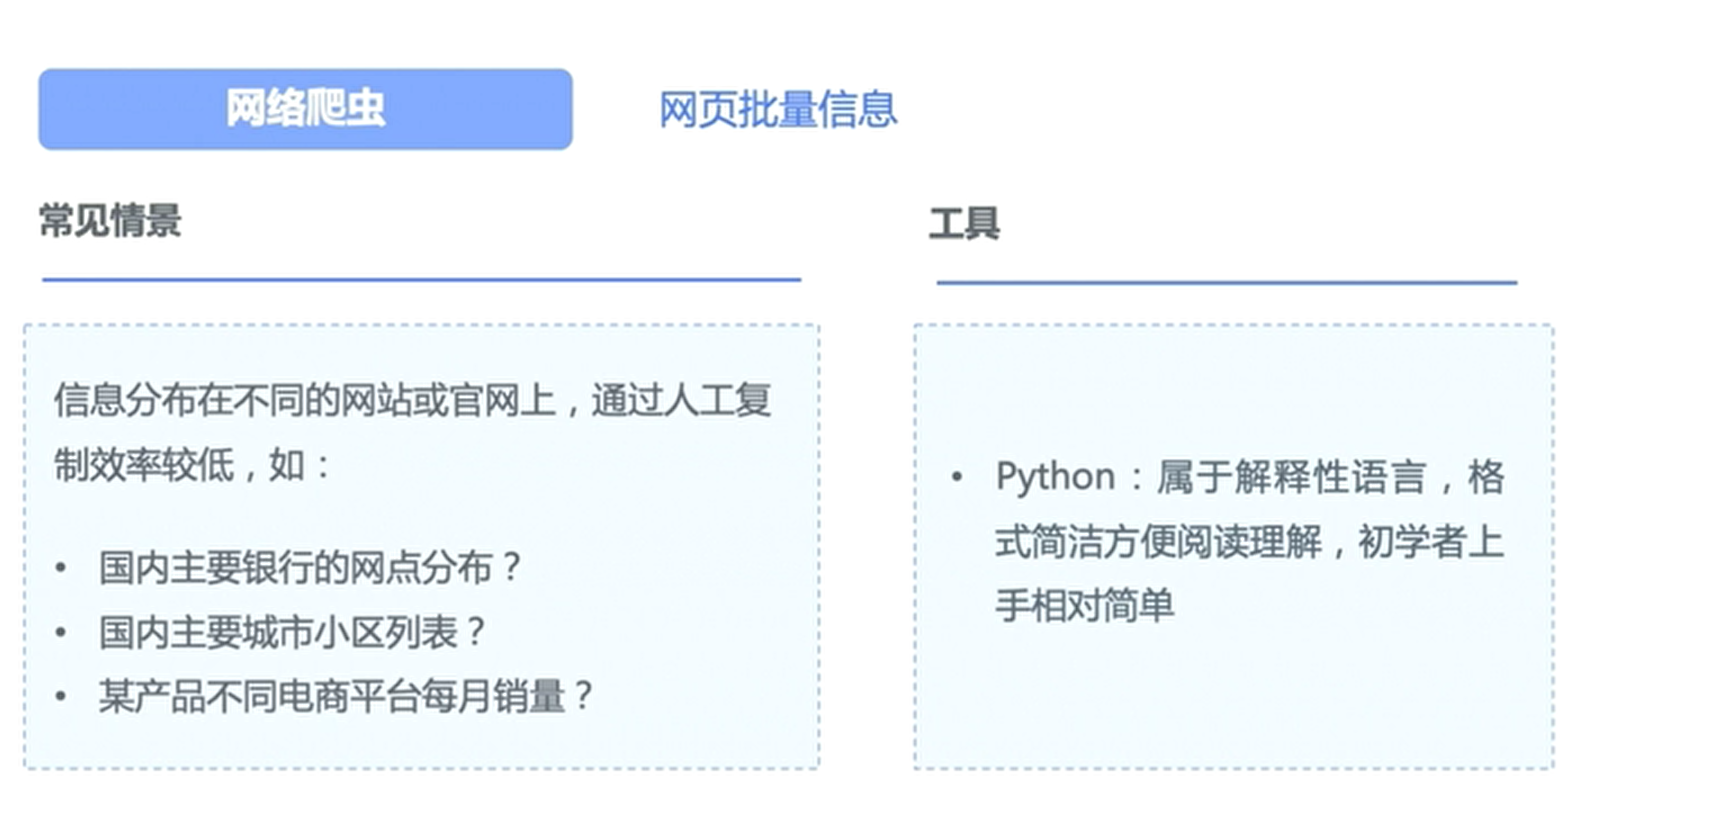 网络爬虫
网页批量信息
常见情景
信息分布在不同的网站或官网上，通过人工复
制效率较低，如：
• 国内主要银行的网点分布？
• 国内主要城市小区列表？
• 某产品不同电商平台每月销量？
工具
• Python：属于解释性语言，格
式简洁方便阅读理解，初学者上
手相对简单